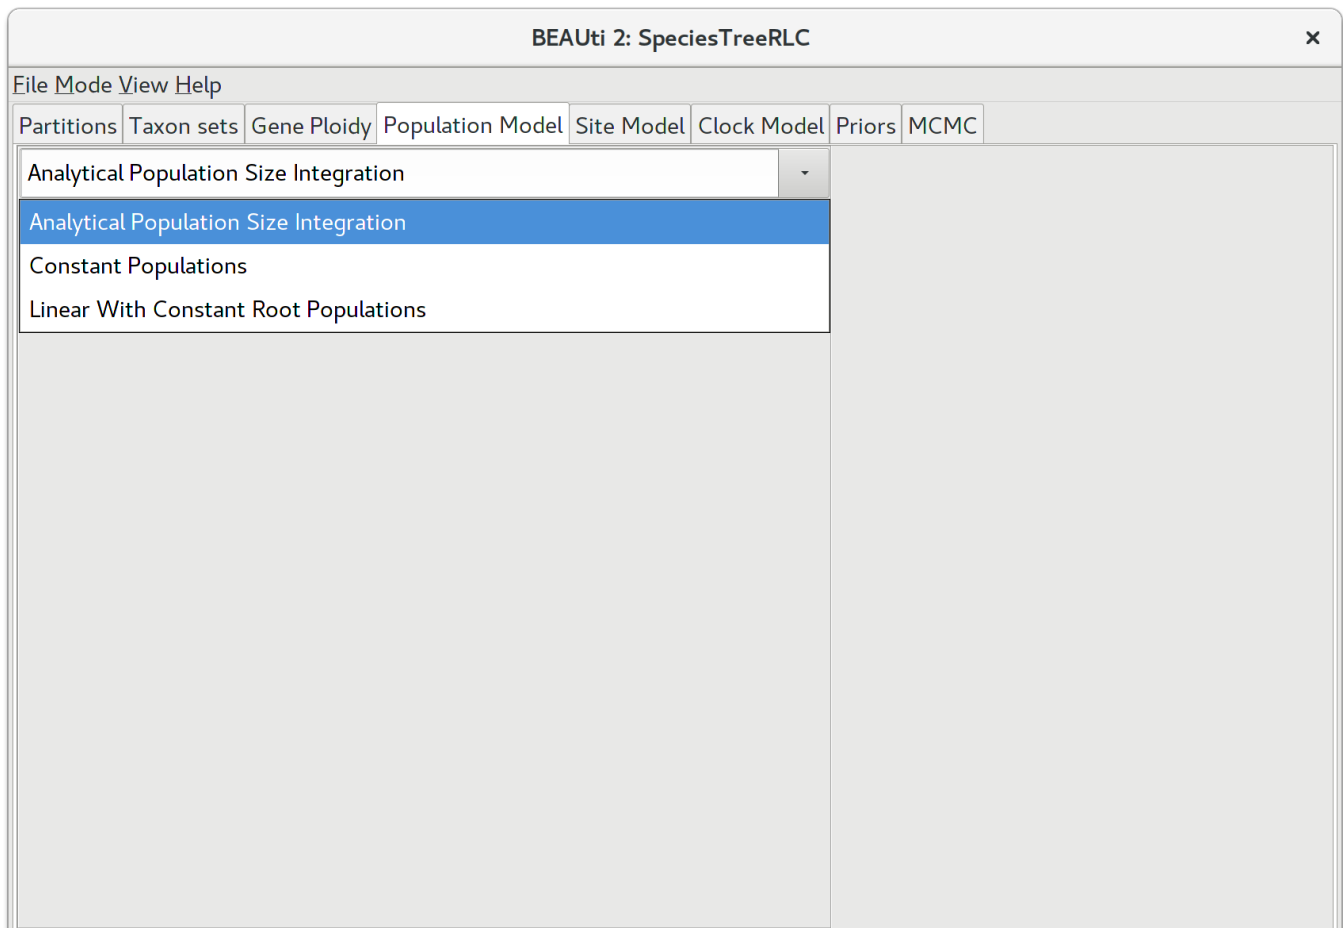 BEAUti 2: SpeciesTreeRLC
File Mode View Help
Partitions Taxon sets Gene Ploidy Population Model Site Model Clock Model Priors MCMC
Analytical Population Size Integration
Analytical Population Size Integration
Constant Populations
Linear With Constant Root Populations